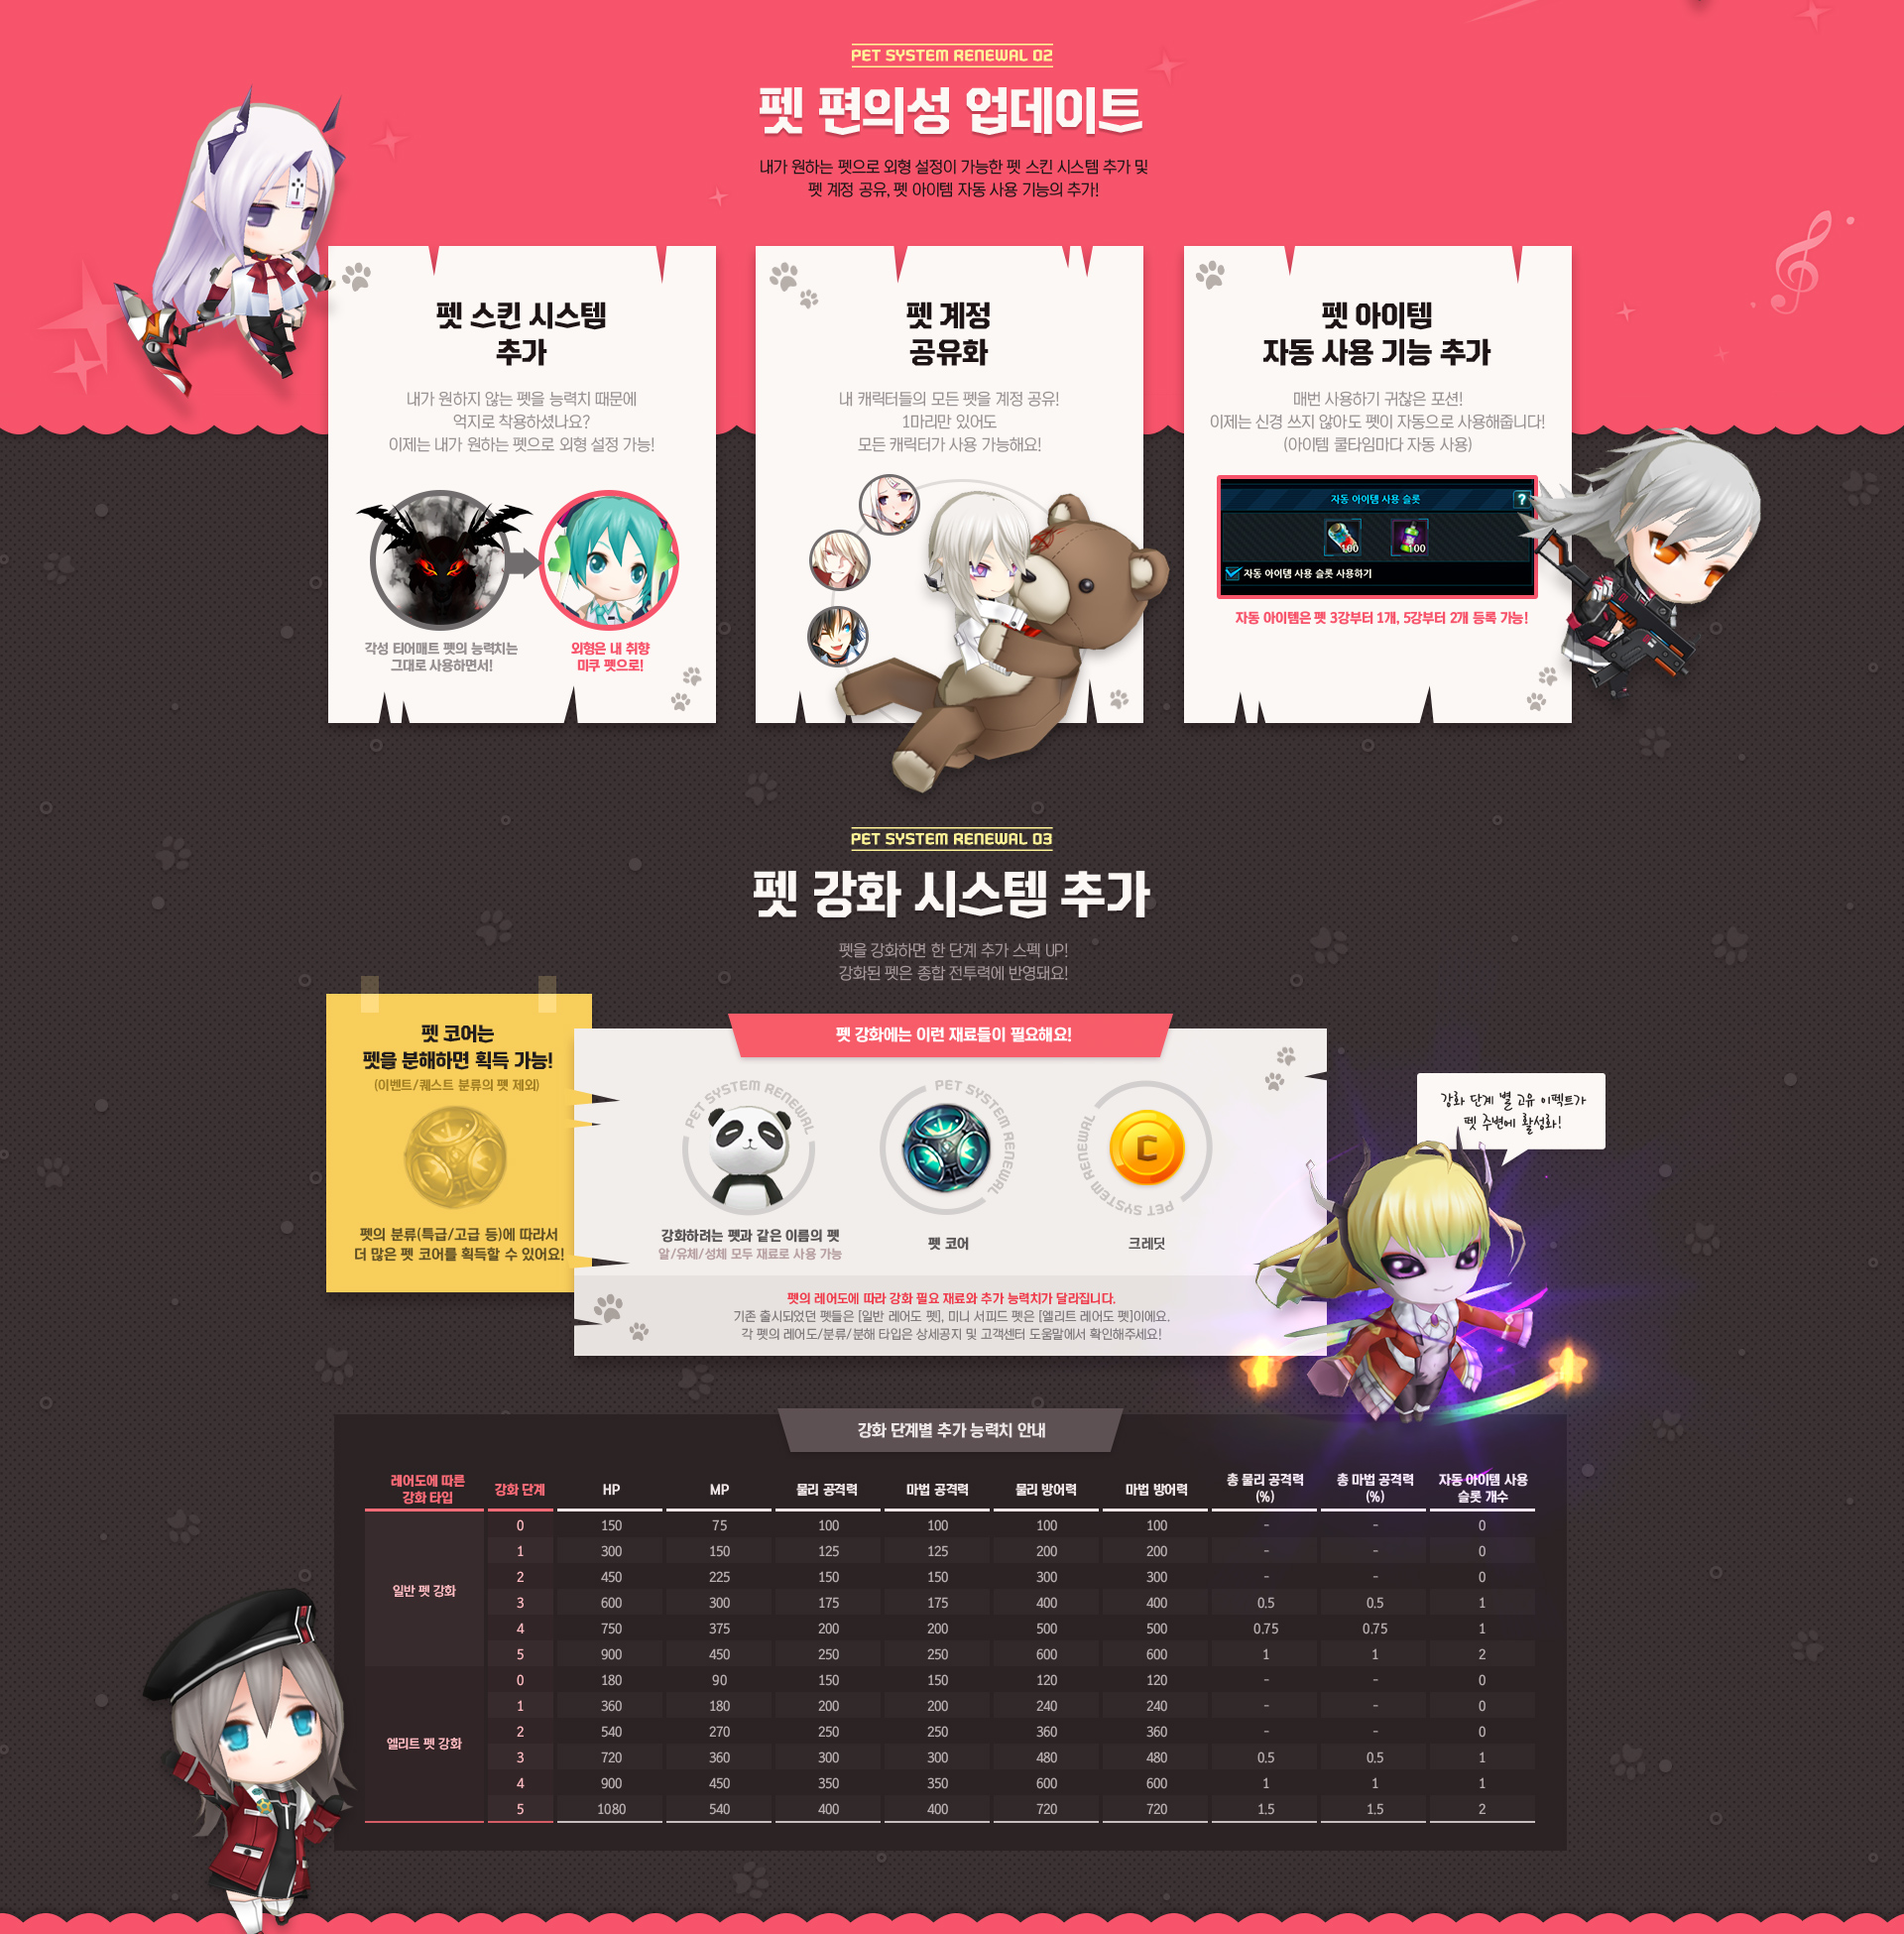 PET SYSTEM RENEWAL 02
펫 편의성 업데이트
내가 원하는 펫으로 외형 설정이 가능한 펫 스킨 시스템 추가 및
펫 계정 공유, 펫 아이템 자동 사용 기능의 추가!
펫 스킨 시스템
추가
내가 원하지 않는 펫을 능력치 때문에
억지로 착용하셨나요?
이제는 내가 원하는 펫으로 외형 설정 가능!
각성 티어매트 펫의 능력치는
그대로 사용하면서!
외형은 내 취향
미쿠 펫으로!
펫 계정
공유화
내 캐릭터들의 모든 펫을 계정 공유!
1마리만 있어도
모든 캐릭터가 사용 가능해요!
펫 아이템
자동 사용 기능 추가
매번 사용하기 귀찮은 포션!
이제는 신경 쓰지 않아도 펫이 자동으로 사용해줍니다!
(아이템 쿨타임마다 자동 사용)
자동 아이템 사용 슬롯
?
100
100
자동 아이템 사용 슬롯 사용하기
자동 아이템은 펫 3강부터 1개, 5강부터 2개 등록 가능!
PET SYSTEM RENEWAL 03
펫 강화 시스템 추가
펫을 강화하면 한 단계 추가 스펙 UP!
강화된 펫은 종합 전투력에 반영돼요!
펫 코어는
펫을 분해하면 획득 가능!
(이벤트/퀘스트 분류의 펫 제외)
펫의 분류(특급/고급 등)에 따라서
더 많은 펫 코어를 획득할 수 있어요!
펫 강화에는 이런 재료들이 필요해요!
PET SYSTEM RENEWAL
PET SYSTEM RENEWAL
PET SYSTEM RENEWAL
C
강화하려는 펫과 같은 이름의 펫
알/유체/성체 모두 재료로 사용 가능
펫 코어
크레딧
강화 단계 별 고유 이펙트가
펫 주변에 활성화!
펫의 레어도에 따라 강화 필요 재료와 추가 능력치가 달라집니다.
기존 출시되었던 펫들은 [일반 레어도 펫], 미니 서피드 펫은 [엘리트 레어도 펫]이에요.
각 펫의 레어도/분류/분해 타입은 상세공지 및 고객센터 도움말에서 확인해주세요!
강화 단계별 추가 능력치 안내
레어도에 따른 강화 타입 강화 단계 HP MP 물리 공격력 마법 공격력 물리 방어력 마법 방어력 총 물리 공격력 (%) 총 마법 공격력 (%) 자동 아이템 사용 슬롯 개수
일반 펫 강화
0 150 75 100 100 100 100 - - 0
1 300 150 125 125 200 200 - - 0
2 450 225 150 150 300 300 - - 0
3 600 300 175 175 400 400 0.5 0.5 1
4 750 375 200 200 500 500 0.75 0.75 1
5 900 450 250 250 600 600 1 1 2
엘리트 펫 강화
0 180 90 150 150 120 120 - - 0
1 360 180 200 200 240 240 - - 0
2 540 270 250 250 360 360 - - 0
3 720 360 300 300 480 480 0.5 0.5 1
4 900 450 350 350 600 600 1 1 1
5 1080 540 400 400 720 720 1.5 1.5 2